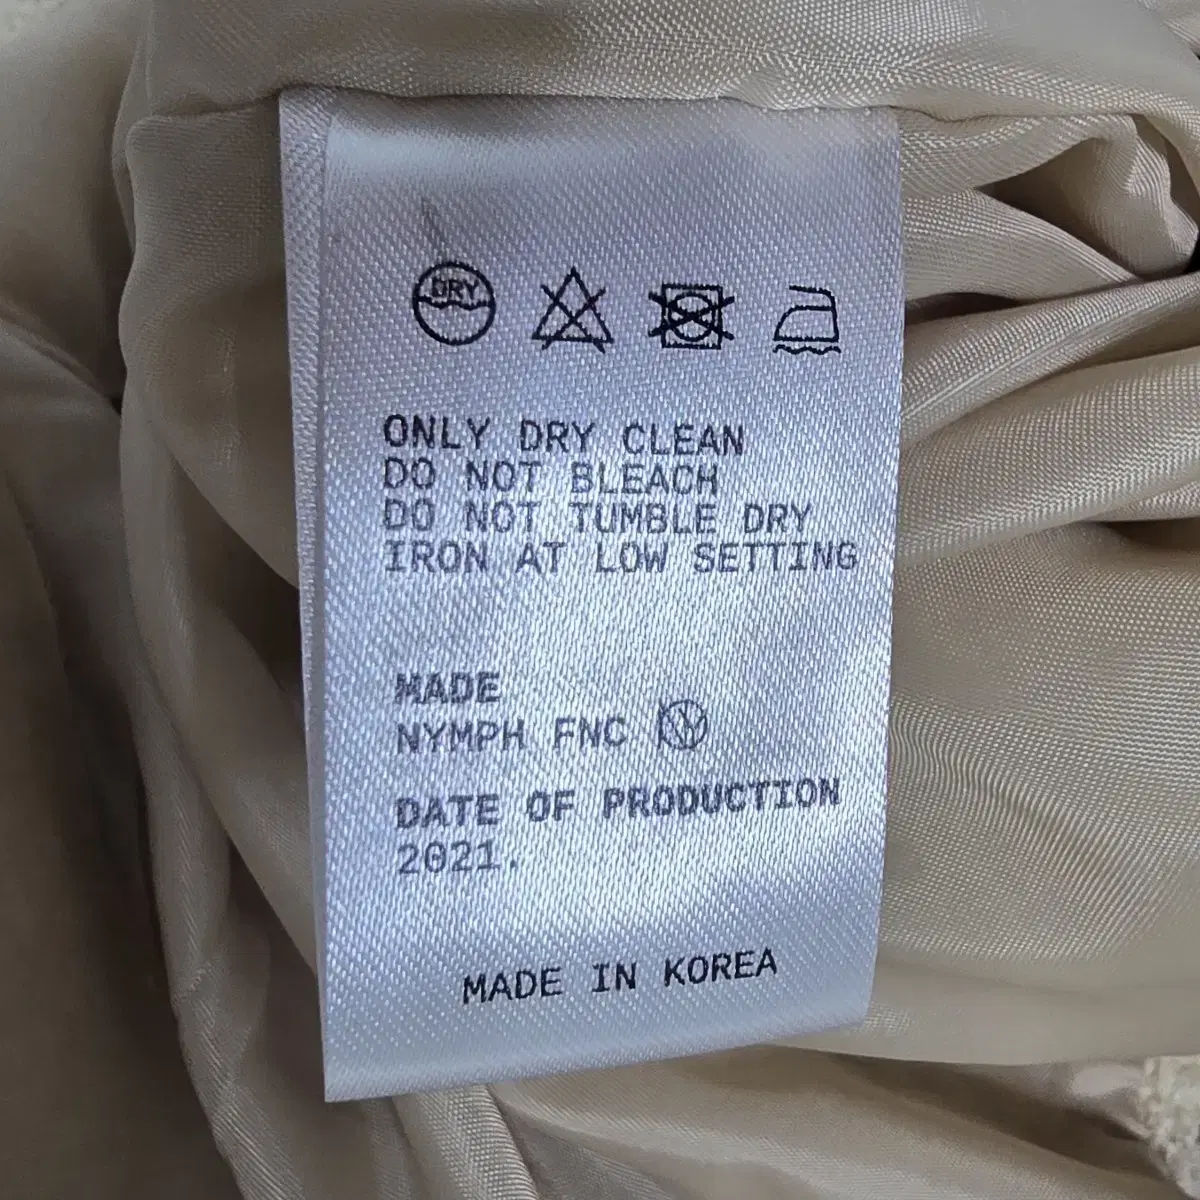 DRY
ONLY DRY CLEAN
DO NOT BLEACH
DO NOT TUMBLE DRY
IRON AT LOW SETTING
MADE
NYMPH FNC
DATE OF PRODUCTION
2021.
MADE IN KOREA